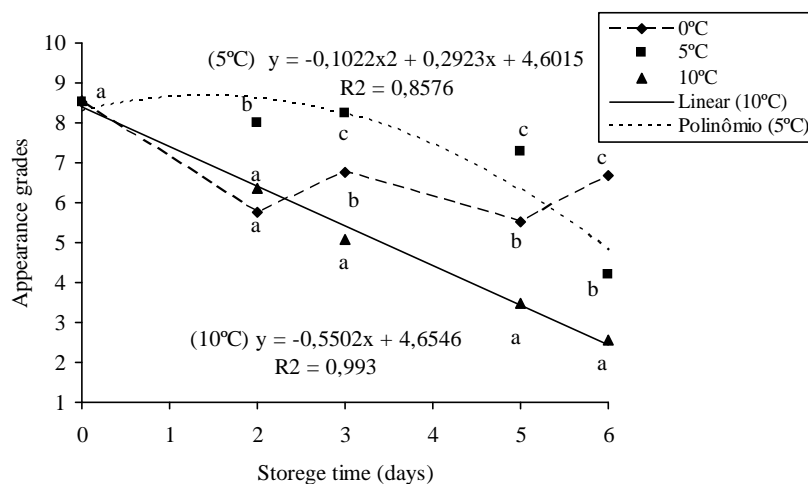 (5ºC) y = -0,1022x2 + 0,2923x + 4,6015
R2 = 0,8576
0ºC
5ºC
10ºC
Linear (10ºC)
Polinômio (5ºC)
Appearance grades
10
9
8
7
6
5
4
3
2
1
a
b
a
a
c
b
a
c
b
a
c
b
a
(10ºC) y = -0,5502x + 4,6546
R2 = 0,993
0
1
2
3
4
5
6
Storege time (days)